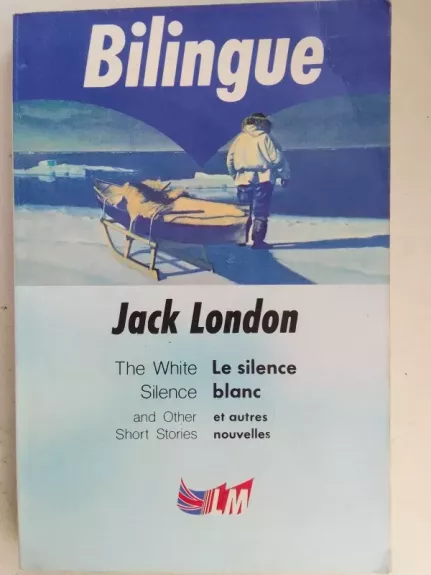 Bilingue
Jack London
The White Le silence
Silence blanc
and Other et autres
Short Stories nouvelles
LM